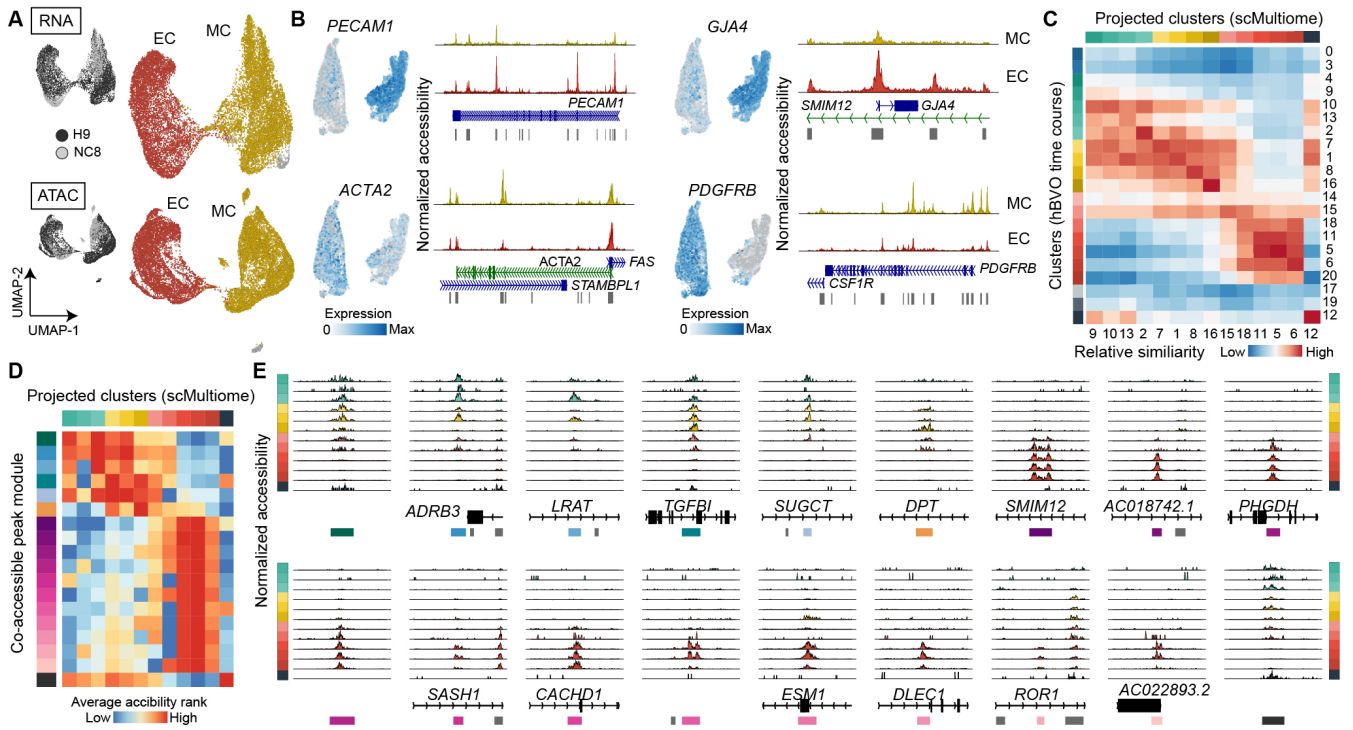 A
RNA
EC
MC
H9
NC8
ATAC
EC
MC
UMAP-2
UMAP-1
B
PECAM1
Normalized accessibility
PECAM1
GJA4
Normalized accessibility
MC
EC
SMIM12
GJA4
ACTA2
ACTA2
FAS
STAMBPL1
PDGFRB
MC
EC
PDGFRB
CSF1R
Expression
0 Max
Expression
0 Max
C
Projected clusters (scMultiome)
Clusters (hBVO time course)
0
3
4
9
10
13
2
7
1
8
16
14
15
18
11
5
6
20
17
19
12
9 10 13 2 7 1 8 16 15 18 11 5 6 12
Relative similiarity Low High
D
Projected clusters (scMultiome)
Co-accessible peak module
Average accibility rank
Low High
E
Normalized accessibility
ADRB3 LRAT TGFBI SUGCT DPT SMIM12 AC018742.1 PHGDH
SASH1 CACHD1 ESM1 DLEC1 ROR1 AC022893.2